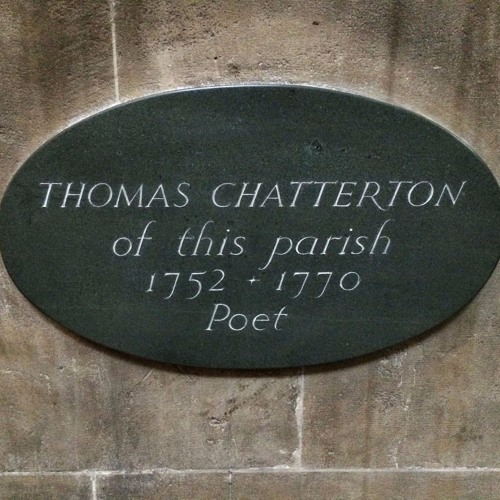 THOMAS CHATTERTON
of this parish
1752 + 1770
Poet